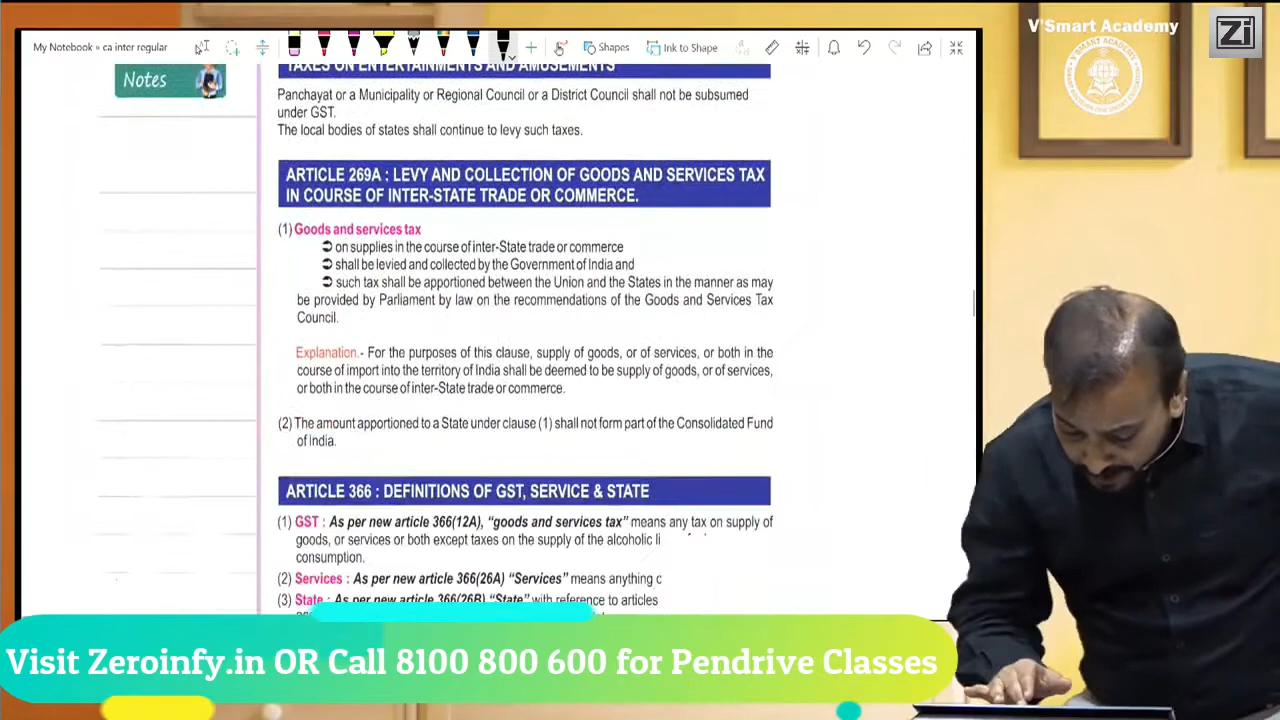 V'Smart Academy
Zi
My Notebook » ca inter regular
Shapes
Ink to Shape
Notes
TAXES ON ENTERTAINMENTS AND AMUSEMENTS
Panchayat or a Municipality or Regional Council or a District Council shall not be subsumed
under GST.
The local bodies of states shall continue to levy such taxes.
ARTICLE 269A : LEVY AND COLLECTION OF GOODS AND SERVICES TAX
IN COURSE OF INTER-STATE TRADE OR COMMERCE.
(1) Goods and services tax
➲ on supplies in the course of inter-State trade or commerce
➲ shall be levied and collected by the Government of India and
➲ such tax shall be apportioned between the Union and the States in the manner as may
be provided by Parliament by law on the recommendations of the Goods and Services Tax
Council.
Explanation.- For the purposes of this clause, supply of goods, or of services, or both in the
course of import into the territory of India shall be deemed to be supply of goods, or of services,
or both in the course of inter-State trade or commerce.
(2) The amount apportioned to a State under clause (1) shall not form part of the Consolidated Fund
of India.
ARTICLE 366 : DEFINITIONS OF GST, SERVICE & STATE
(1) GST : As per new article 366(12A), “goods and services tax” means any tax on supply of
goods, or services or both except taxes on the supply of the alcoholic li
consumption.
(2) Services : As per new article 366(26A) “Services” means anything
(3) State : As per new article 366(26B) “State” with reference to articles
Visit Zeroinfy.in OR Call 8100 800 600 for Pendrive Classes